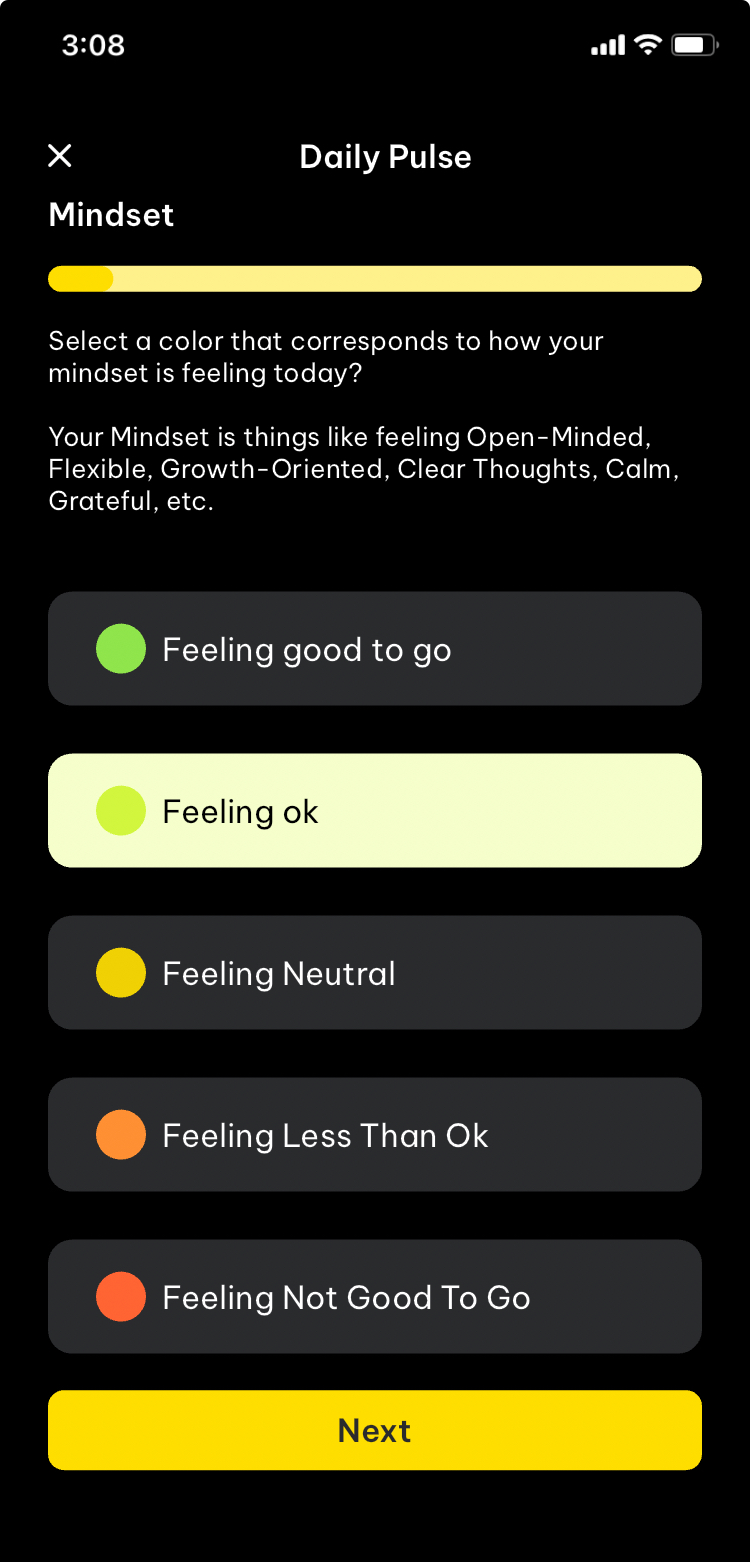 3:08
Daily Pulse
Mindset
Select a color that corresponds to how your
mindset is feeling today?
Your Mindset is things like feeling Open-Minded,
Flexible, Growth-Oriented, Clear Thoughts, Calm,
Grateful, etc.
Feeling good to go
Feeling ok
Feeling Neutral
Feeling Less Than Ok
Feeling Not Good To Go
Next